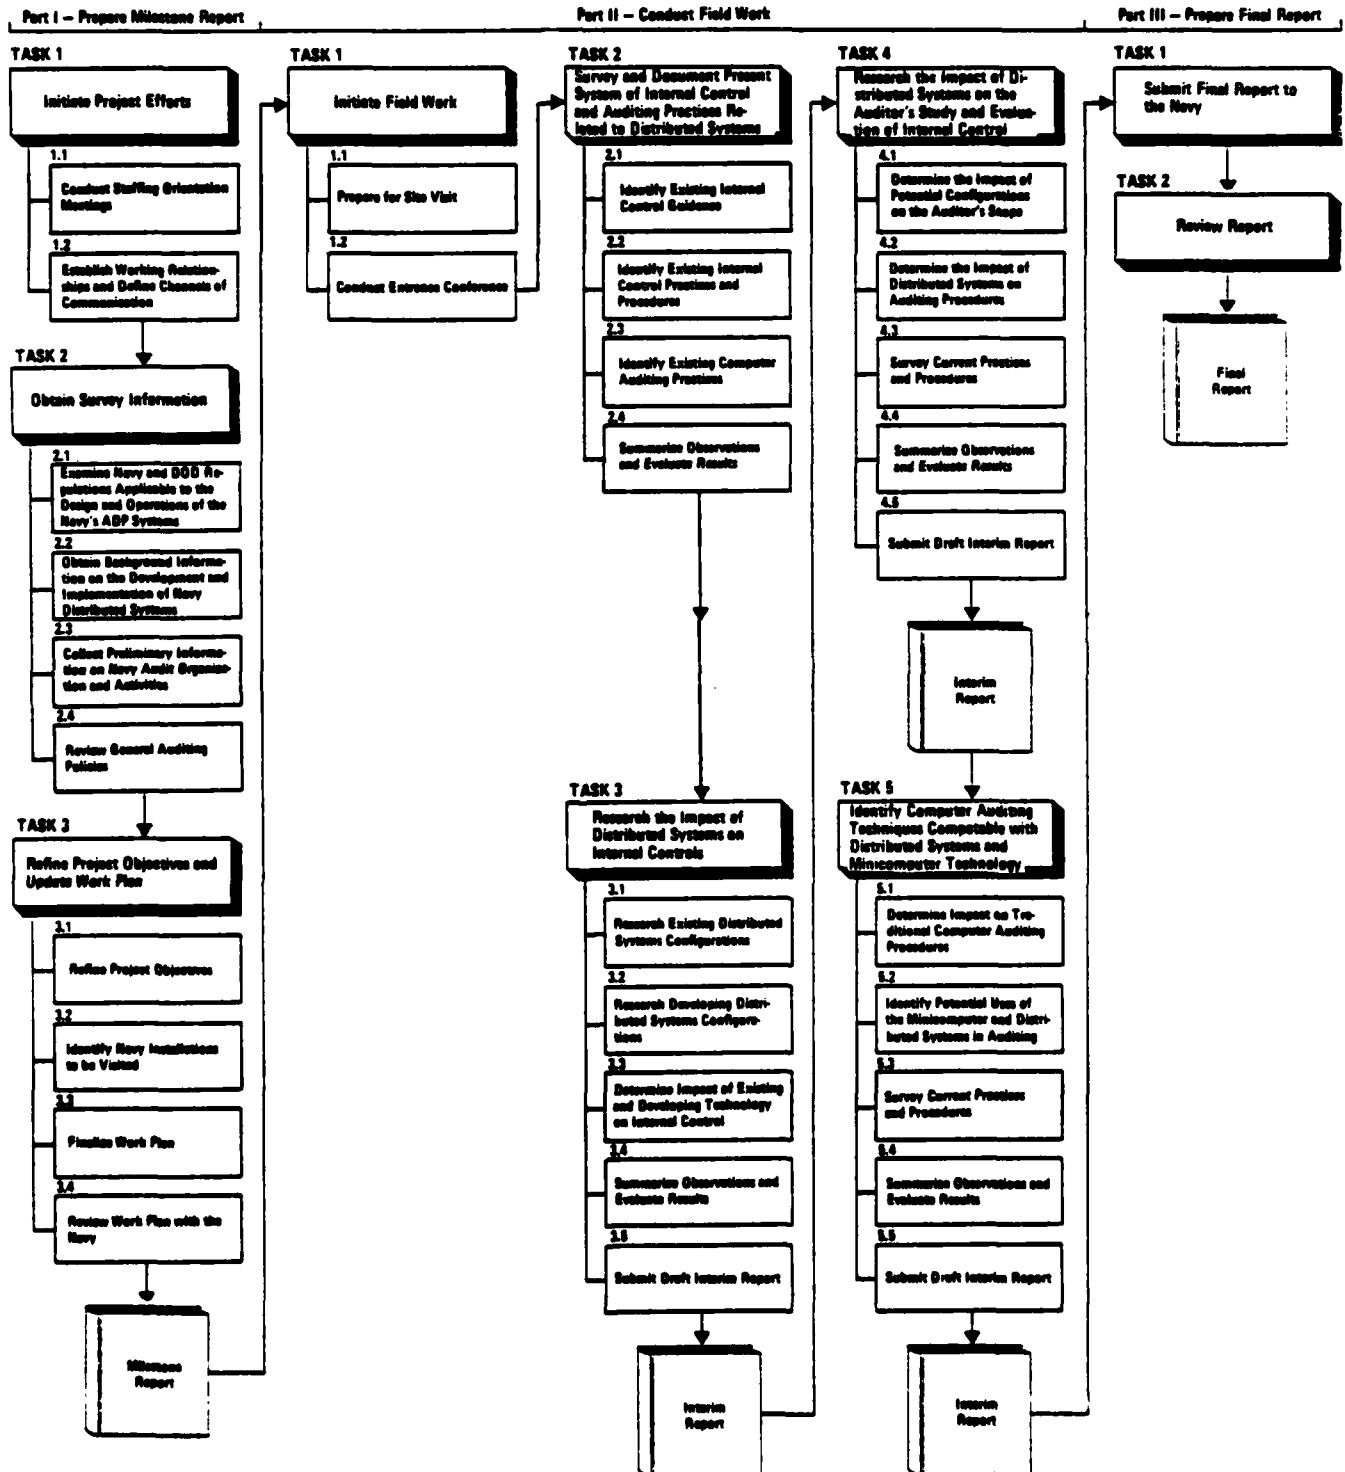 Part I – Prepare Milestone Report
Part II – Conduct Field Work
Part III – Prepare Final Report
TASK 1
Initiate Project Efforts
1.1
Conduct Staffing Orientation
Meetings
1.2
Establish Working Relation-
ships and Define Channels of
Communication
TASK 2
Obtain Survey Information
2.1
Examine Navy and DOD Re-
gulations Applicable to the
Design and Operations of the
Navy's ADP Systems
2.2
Obtain Background Informa-
tion on the Development and
Implementation of Navy
Distributed Systems
2.3
Collect Preliminary Informa-
tion on Navy Audit Organiza-
tion and Activities
2.4
Review General Auditing
Policies
TASK 3
Refine Project Objectives and
Update Work Plan
3.1
Refine Project Objectives
3.2
Identify Navy Installations
to be Visited
3.3
Finalize Work Plan
3.4
Review Work Plan with the
Navy
Milestone
Report
TASK 1
Initiate Field Work
1.1
Prepare for Site Visit
1.2
Conduct Entrance Conference
TASK 2
Survey and Document Present
System of Internal Control
and Auditing Practices Re-
lated to Distributed Systems
2.1
Identify Existing Internal
Control Guidance
2.2
Identify Existing Internal
Control Practices and
Procedures
2.3
Identify Existing Computer
Auditing Practices
2.4
Summarize Observations
and Evaluate Results
TASK 3
Research the Impact of
Distributed Systems on
Internal Controls
3.1
Research Existing Distributed
Systems Configurations
3.2
Research Developing Distri-
buted Systems Configura-
tions
3.3
Determine Impact of Existing
and Developing Technology
on Internal Control
3.4
Summarize Observations and
Evaluate Results
3.5
Submit Draft Interim Report
Interim
Report
TASK 4
Research the Impact of Di-
stributed Systems on the
Auditor's Study and Evalua-
tion of Internal Control
4.1
Determine the Impact of
Potential Configurations
on the Auditor's Scope
4.2
Determine the Impact of
Distributed Systems on
Auditing Procedures
4.3
Survey Current Practices
and Procedures
4.4
Summarize Observations
and Evaluate Results
4.5
Submit Draft Interim Report
Interim
Report
TASK 5
Identify Computer Auditing
Techniques Compatable with
Distributed Systems and
Minicomputer Technology
5.1
Determine Impact on Tra-
ditional Computer Auditing
Procedures
5.2
Identify Potential Uses of
the Minicomputer and Distri-
buted Systems in Auditing
5.3
Survey Current Practices
and Procedures
5.4
Summarize Observations and
Evaluate Results
5.5
Submit Draft Interim Report
Interim
Report
TASK 1
Submit Final Report to
the Navy
TASK 2
Review Report
Final
Report